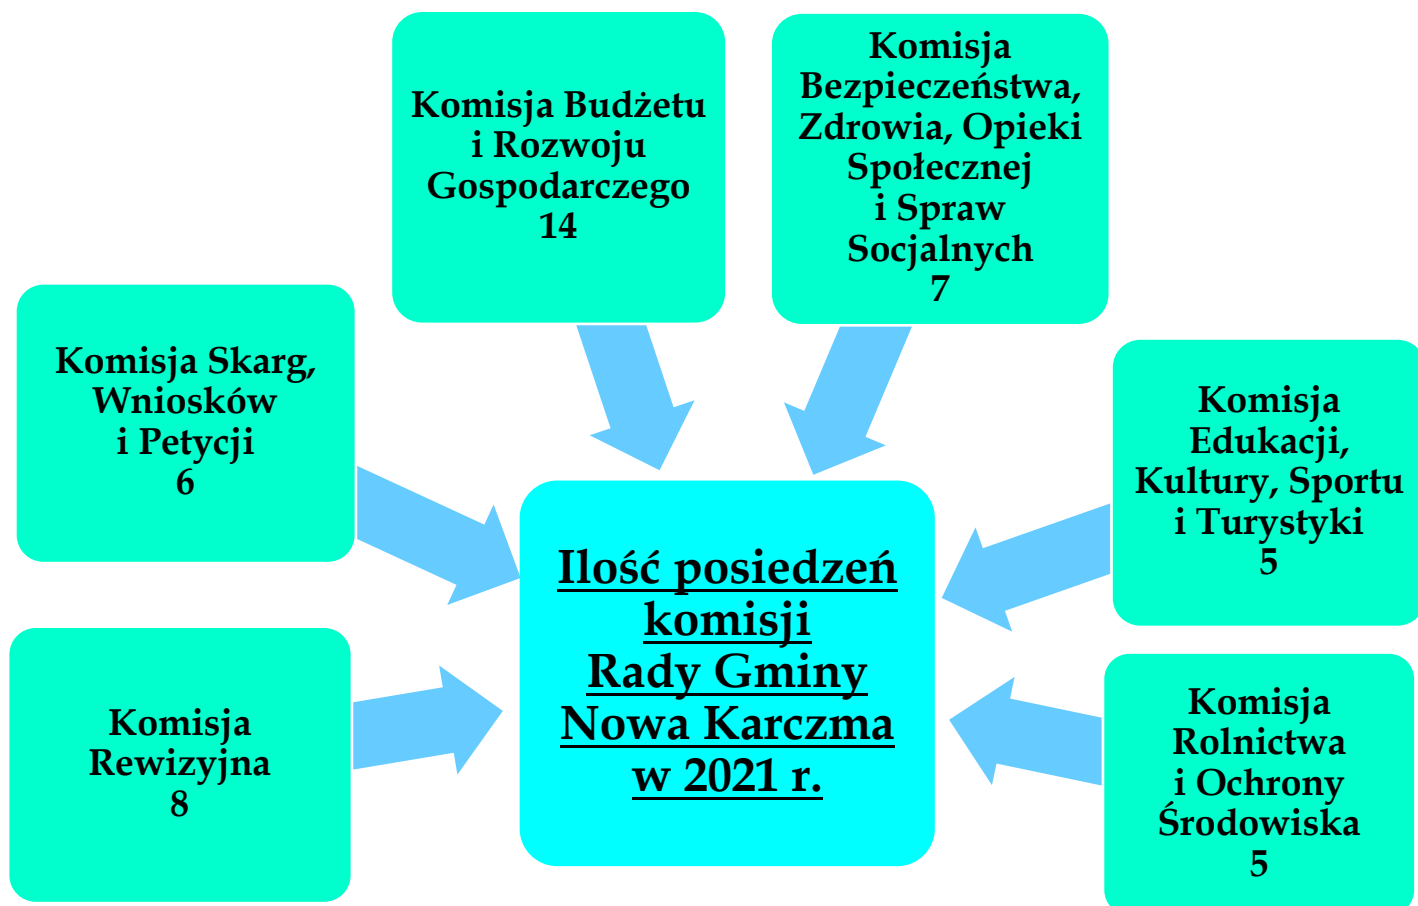 Komisja Budżetu
i Rozwoju
Gospodarczego
14
Komisja
Bezpieczeństwa,
Zdrowia, Opieki
Społecznej
i Spraw
Socjalnych
7
Komisja Skarg,
Wniosków
i Petycji
6
Komisja
Edukacji,
Kultury, Sportu
i Turystyki
5
Ilość posiedzeń
komisji
Rady Gminy
Nowa Karczma
w 2021 r.
Komisja
Rewizyjna
8
Komisja
Rolnictwa
i Ochrony
Środowiska
5